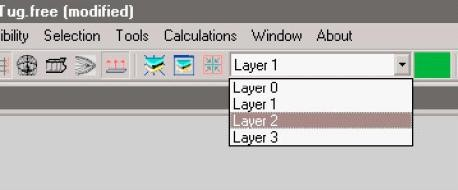 Tug.free (modified)
ibility Selection Tools Calculations Window About
Layer 1
Layer 0
Layer 1
Layer 2
Layer 3